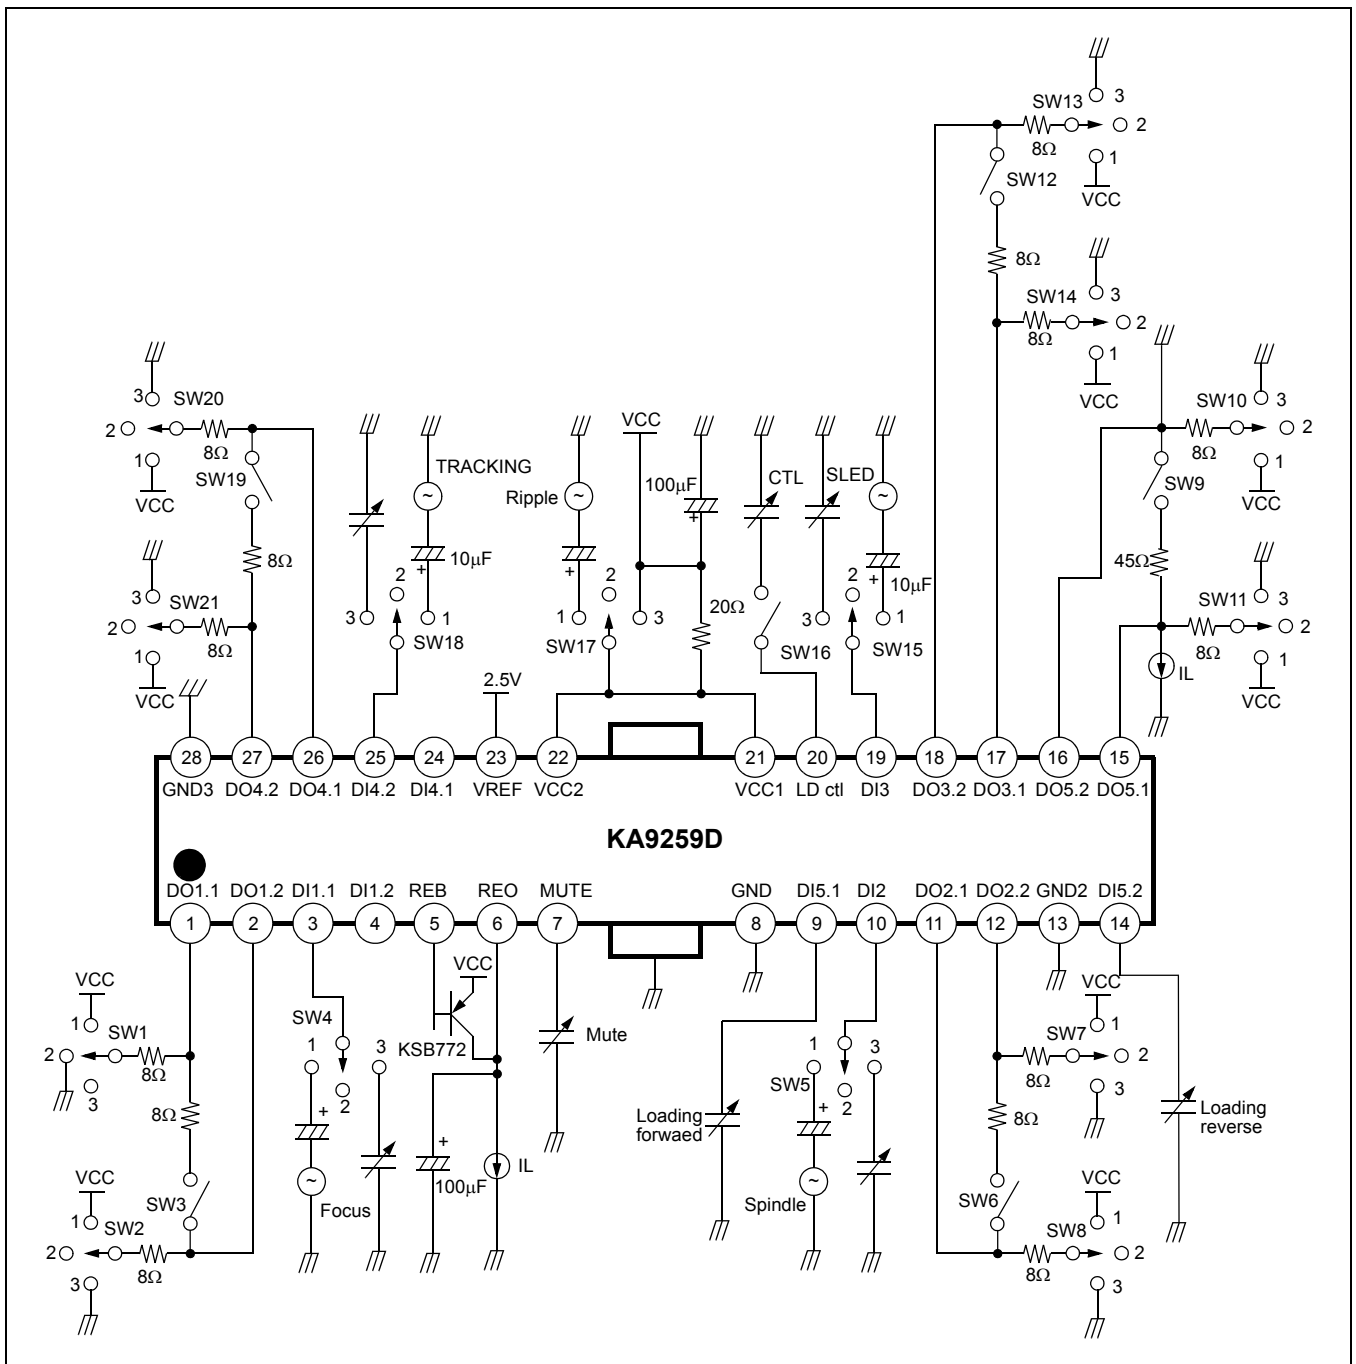 3
SW13
2
8Ω
1
SW12
VCC
8Ω
3
SW14
2
8Ω
1
VCC
3
SW20
2
8Ω
1
SW19
VCC
8Ω
3
SW21
2
8Ω
1
VCC
TRACKING
10µF
2
3
1
SW18
2.5V
Ripple
2
1
3
SW17
VCC
100µF
+
20Ω
CTL
SW16
SLED
2
3
1
10µF
+
SW15
3
SW10
2
8Ω
1
SW9
VCC
45Ω
3
SW11
2
8Ω
1
IL
VCC
28 27 26 25 24 23 22 21 20 19 18 17 16 15
GND3 DO4.2 DO4.1 DI4.2 DI4.1 VREF VCC2 VCC1 LD ctl DI3 DO3.2 DO3.1 DO5.2 DO5.1
KA9259D
DO1.1 DO1.2 DI1.1 DI1.2 REB REO MUTE GND DI5.1 DI2 DO2.1 DO2.2 GND2 DI5.2
1 2 3 4 5 6 7 8 9 10 11 12 13 14
VCC
1
SW1
2
8Ω
3
8Ω
VCC
SW3
1
SW2
2
8Ω
3
SW4
1
3
2
+
~
Focus
VCC
KSB772
+
100µF
IL
Mute
Loading
forwaed
1
3
SW5
2
+
~
Spindle
VCC
1
SW7
2
8Ω
3
8Ω
VCC
SW6
1
SW8
2
8Ω
3
Loading
reverse